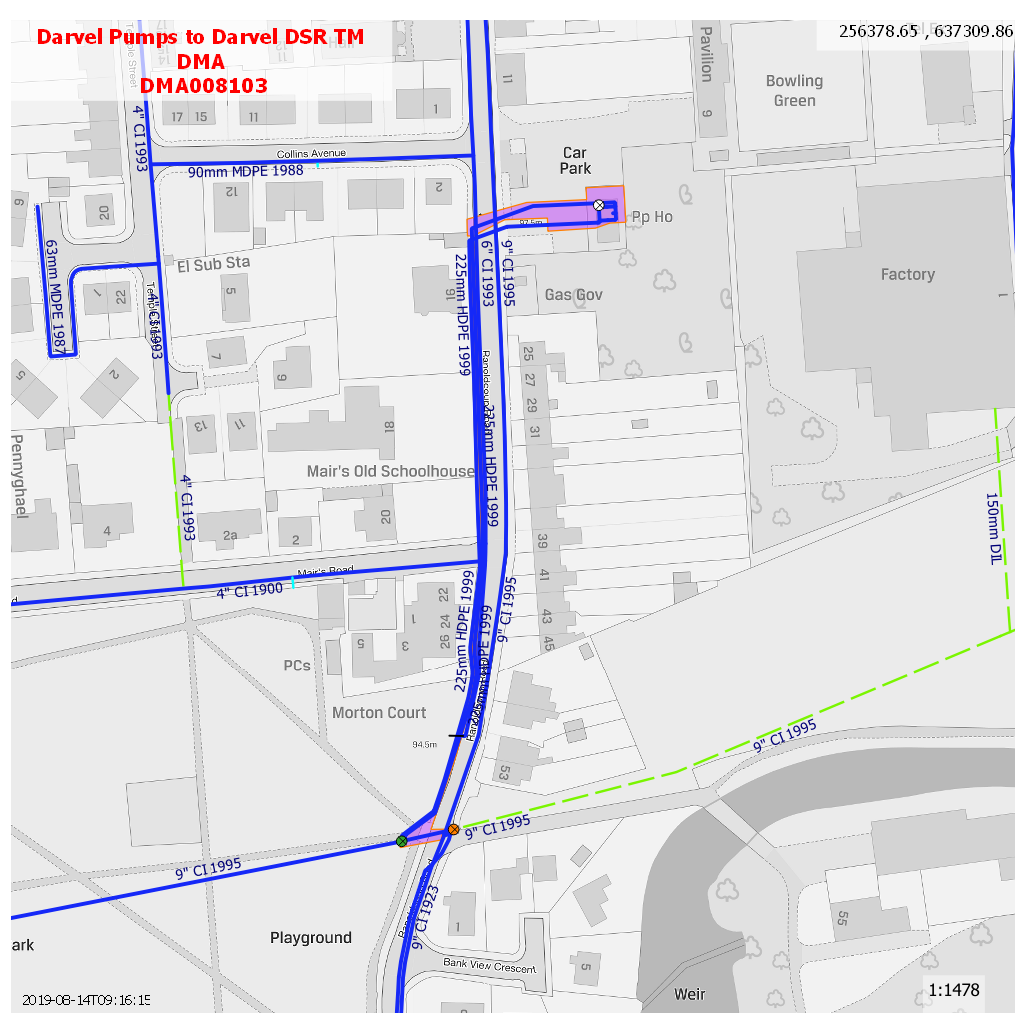 Darvel Pumps to Darvel DSR TM
DMA
DMA008103
256378.65 , 637309.86
Pavilion
9
Bowling
Green
11
17 15
11
1
Collins Avenue
Car
Park
4" CI 1993
90mm MDPE 1988
12
2
9
20
97.5m
Pp Ho
El Sub Sta
63mm MDPE 1987
1
22
5
16
6" CI 1993
9" CI 1995
225mm HDPE 1999
Gas Gov
Factory
1
4" CI 1993
7
9
5
2
25
27
29
31
13
11
18
225mm HDPE 1999
Pennyghael
Mair's Old Schoolhouse
4" CI 1993
4
2a
2
20
150mm DIL
39
41
43
45
Mair's Road
4" CI 1900
22
24
26
1
3
5
225mm HDPE 1999
9" CI 1995
PCs
Morton Court
94.5m
53
9" CI 1995
9" CI 1995
9" CI 1995
9" CI 1923
1
55
Playground
ark
Bank View Crescent
5
8
Weir
2019-08-14T09:16:15
1:1478